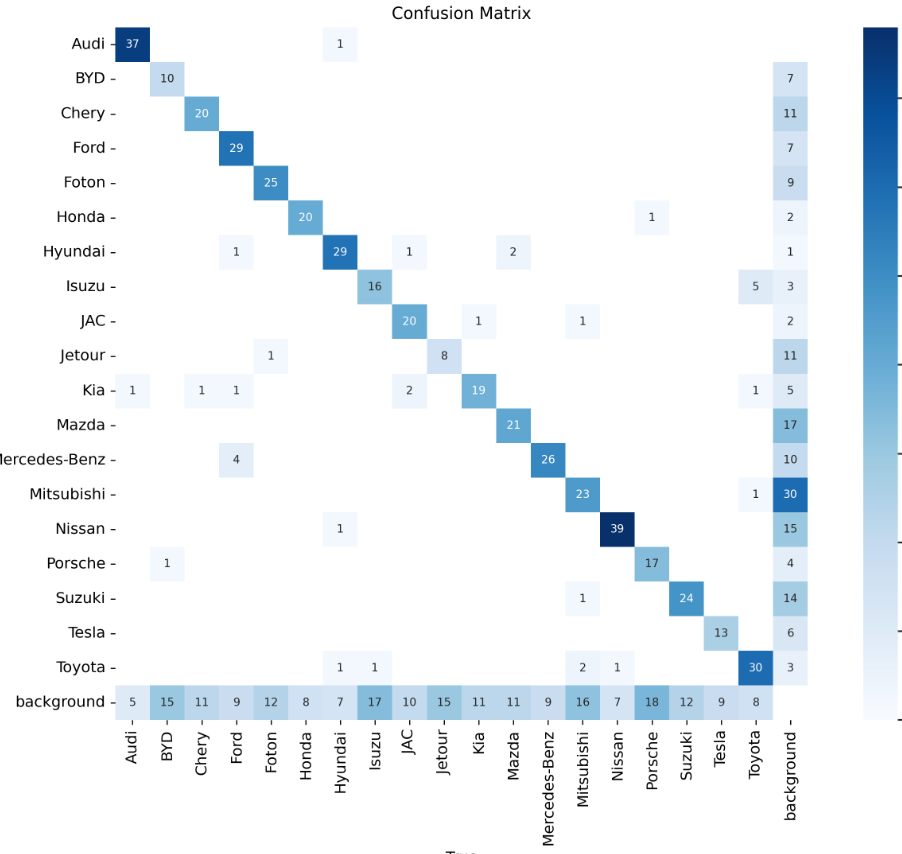 Confusion Matrix
Audi 37 1
BYD 10 7
Chery 20 11
Ford 29 7
Foton 25 9
Honda 20 1 2
Hyundai 1 29 1 2 1
Isuzu 16 5 3
JAC 20 1 1 2
Jetour 1 8 11
Kia 1 1 1 2 19 1 5
Mazda 21 17
Mercedes-Benz 4 26 10
Mitsubishi 23 1 30
Nissan 1 39 15
Porsche 1 17 4
Suzuki 1 24 14
Tesla 13 6
Toyota 1 1 2 1 30 3
background 5 15 11 9 12 8 7 17 10 15 11 11 9 16 7 18 12 9 8
Audi BYD Chery Ford Foton Honda Hyundai Isuzu JAC Jetour Kia Mazda Mercedes-Benz Mitsubishi Nissan Porsche Suzuki Tesla Toyota background